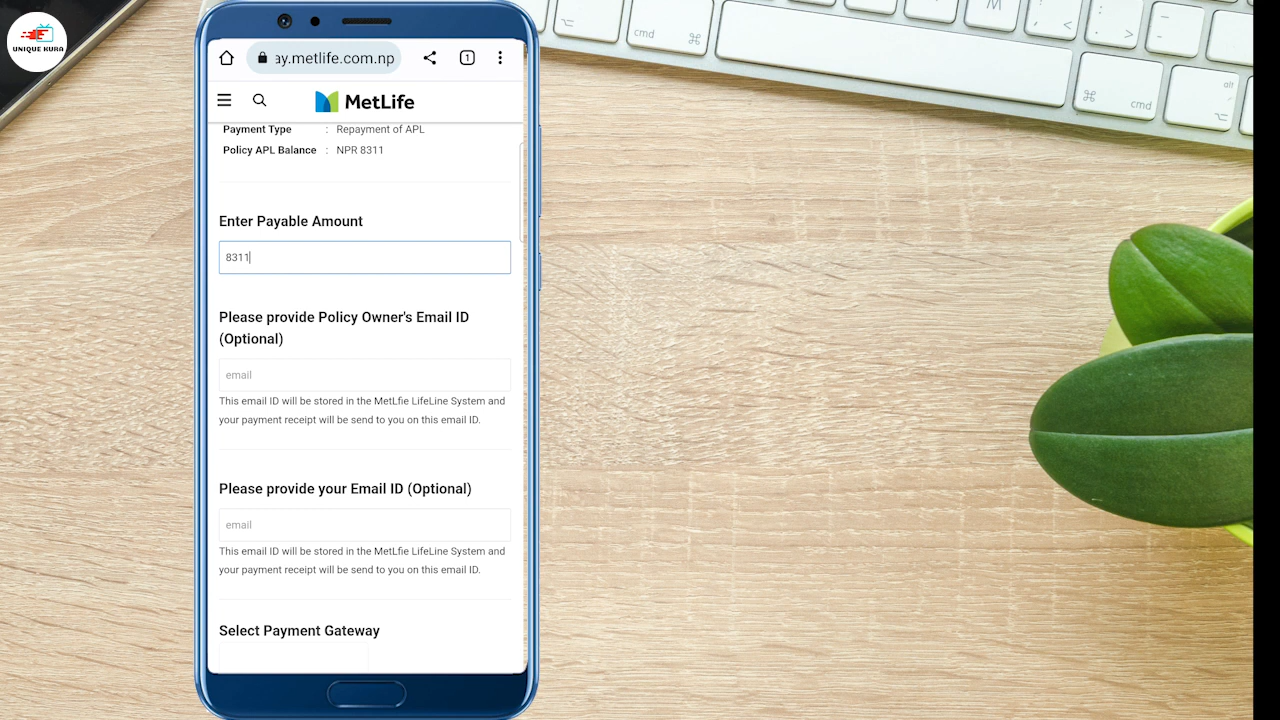 UNIQUE KURA
ay.metlife.com.np
1
MetLife
Payment Type : Repayment of APL
Policy APL Balance : NPR 8311
Enter Payable Amount
8311
Please provide Policy Owner's Email ID
(Optional)
email
This email ID will be stored in the MetLfie LifeLine System and
your payment receipt will be send to you on this email ID.
Please provide your Email ID (Optional)
email
This email ID will be stored in the MetLfie LifeLine System and
your payment receipt will be send to you on this email ID.
Select Payment Gateway
cmd ⌘
M
⌘ cmd
alt